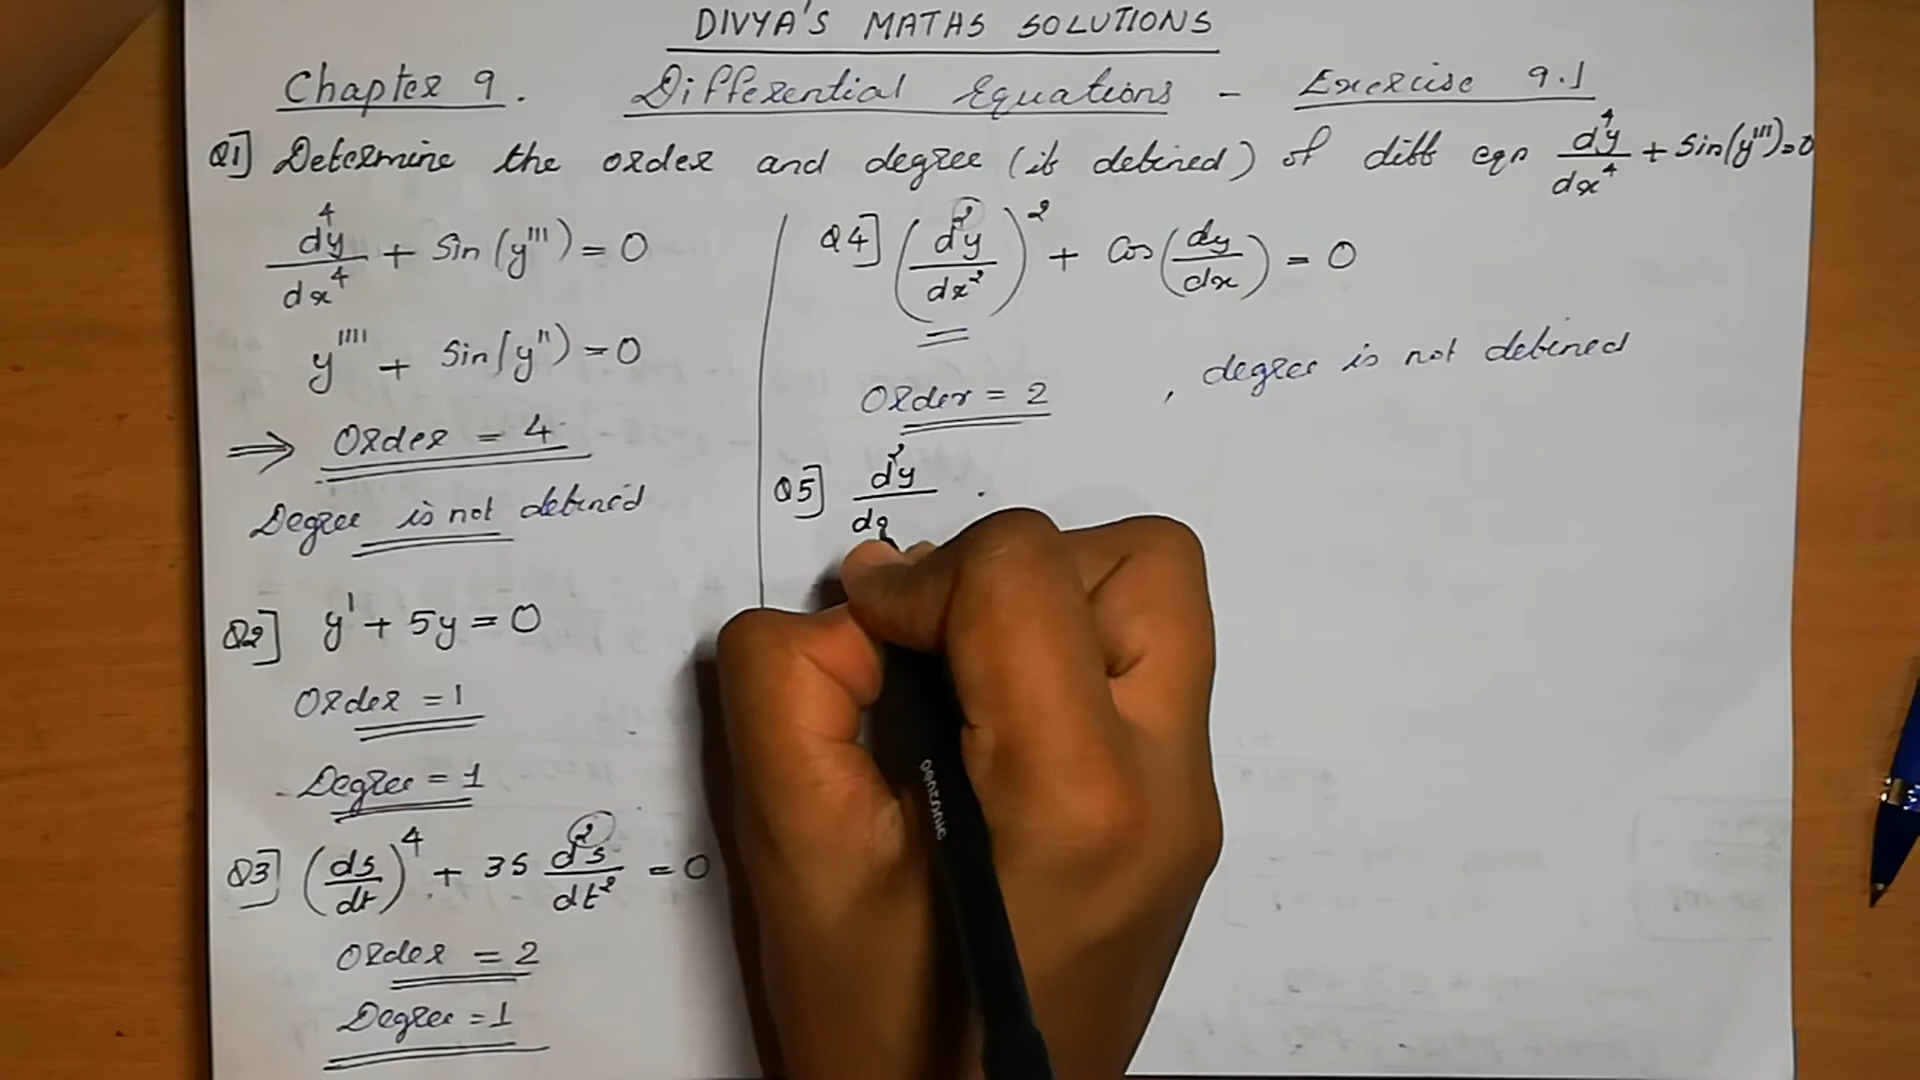 DIVYA'S MATHS SOLUTIONS
Chapter 9. Differential Equations - Exercise 9.1
Q1] Determine the order and degree (if defined) of diff eqn d⁴y/dx⁴ + Sin(y''')=0
d⁴y/dx⁴ + Sin(y''') = 0
y'''' + Sin(y''') = 0
⇒ Order = 4
Degree is not defined
Q2] y' + 5y = 0
Order = 1
Degree = 1
Q3] (ds/dt)⁴ + 3s d²s/dt² = 0
Order = 2
Degree = 1
Q4] (d²y/dx²)² + Cos(dy/dx) = 0
Order = 2, degree is not defined
Q5] d²y/dx
penzonic